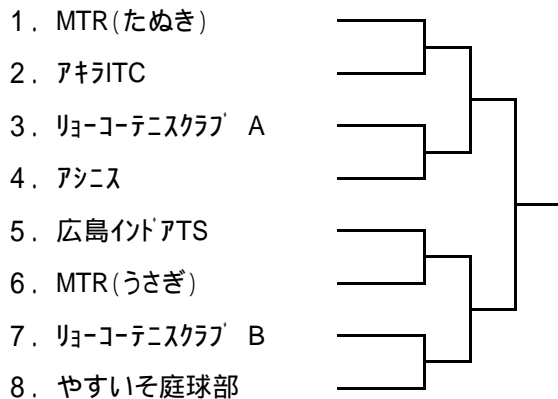 1. MTR(たぬき)
2. ｱｷﾗITC
3. ﾘｮｰｺｰﾃﾆｽｸﾗﾌﾞ A
4. ｱｼﾆｽ
5. 広島ｲﾝﾄﾞｱTS
6. MTR(うさぎ)
7. ﾘｮｰｺｰﾃﾆｽｸﾗﾌﾞ B
8. やすいそ庭球部